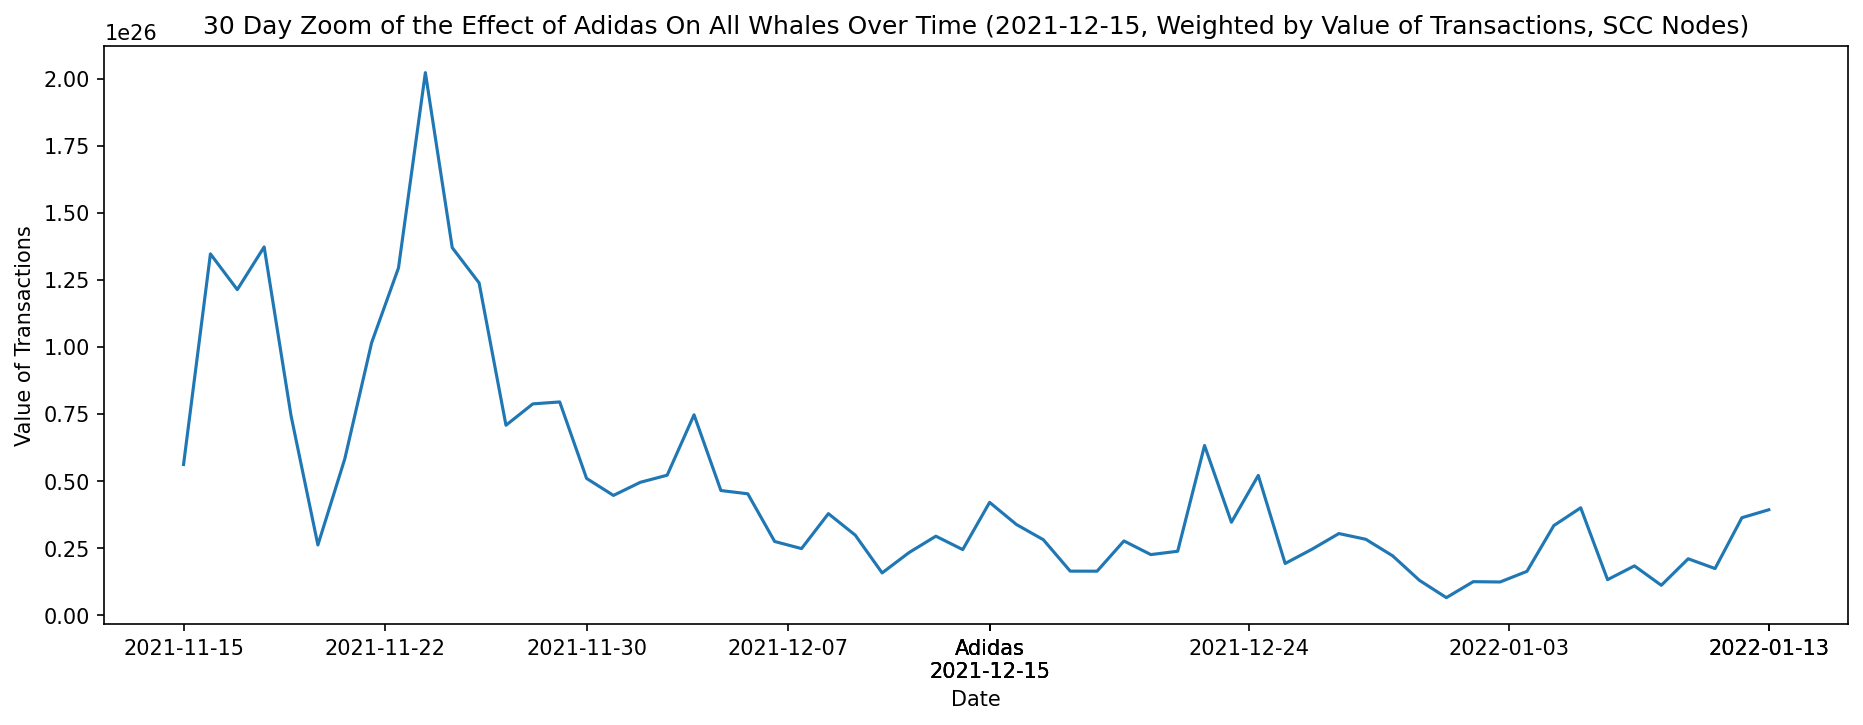 30 Day Zoom of the Effect of Adidas On All Whales Over Time (2021-12-15, Weighted by Value of Transactions, SCC Nodes)
1e26
2.00
1.75
1.50
1.25
1.00
0.75
0.50
0.25
0.00
Value of Transactions
2021-11-15 2021-11-22 2021-11-30 2021-12-07 Adidas 2021-12-24 2022-01-03 2022-01-13
2021-12-15
Date